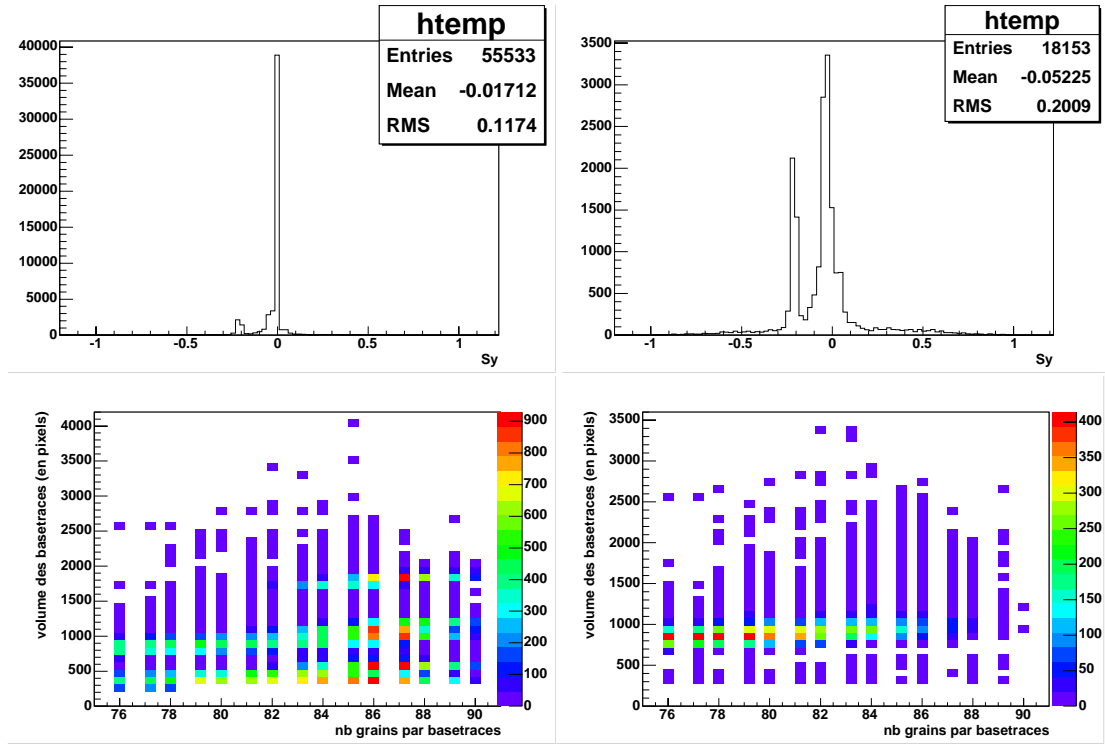 htemp
Entries 55533
Mean -0.01712
RMS 0.1174
40000
35000
30000
25000
20000
15000
10000
5000
0
-1 -0.5 0 0.5 1
Sy
htemp
Entries 18153
Mean -0.05225
RMS 0.2009
3500
3000
2500
2000
1500
1000
500
0
-1 -0.5 0 0.5 1
Sy
volume des basetraces (en pixels)
4000
3500
3000
2500
2000
1500
1000
500
0
76 78 80 82 84 86 88 90
nb grains par basetraces
900
800
700
600
500
400
300
200
100
0
volume des basetraces (en pixels)
3500
3000
2500
2000
1500
1000
500
0
76 78 80 82 84 86 88 90
nb grains par basetraces
400
350
300
250
200
150
100
50
0